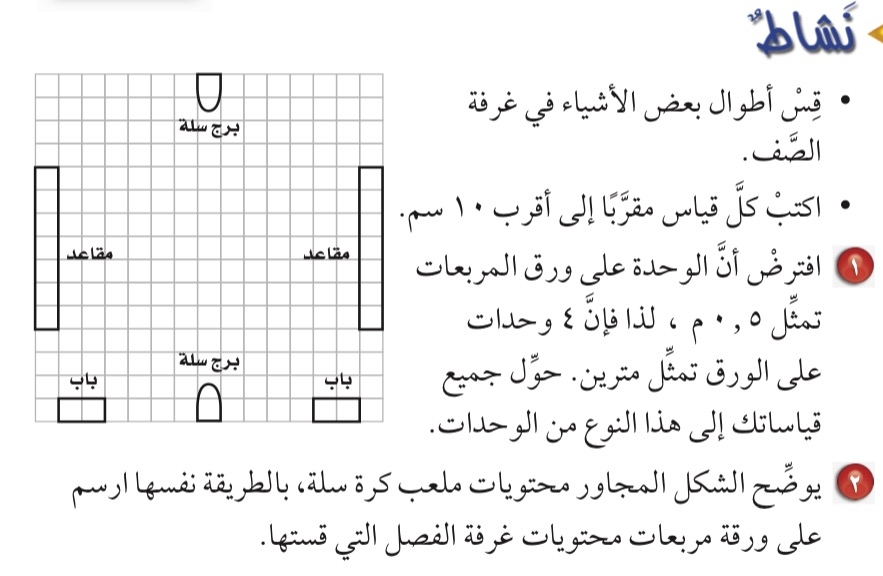 نَشاطٌ
• قِسْ أطوال بعض الأشياء في غرفة
الصَّف.
• اكتبْ كلَّ قياس مقرَّبًا إلى أقرب ١٠ سم.
١ افترضْ أنَّ الوحدة على ورق المربعات
تمثِّل ٠,٥ م ، لذا فإنَّ ٤ وحدات
على الورق تمثِّل مترين. حوِّل جميع
قياساتك إلى هذا النوع من الوحدات.
برج سلة
مقاعد
مقاعد
برج سلة
باب
باب
٢ يوضِّح الشكل المجاور محتويات ملعب كرة سلة، بالطريقة نفسها ارسم
على ورقة مربعات محتويات غرفة الفصل التي قستها.